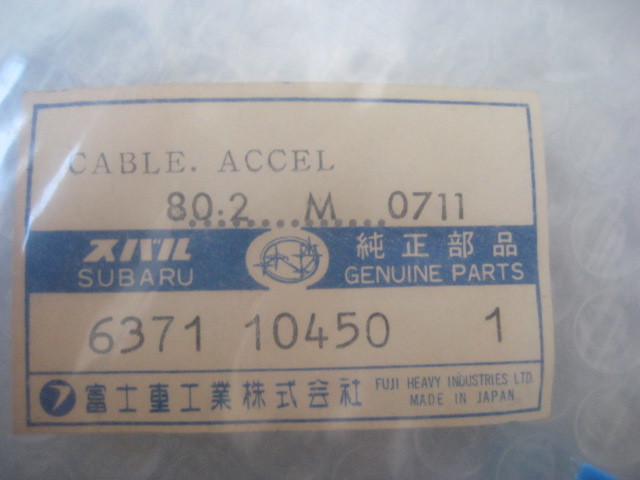 CABLE. ACCEL
80.2 M 0711
スバル 純正部品
SUBARU GENUINE PARTS
6371 10450 1
フ 富士重工業株式会社 FUJI HEAVY INDUSTRIES LTD.
MADE IN JAPAN